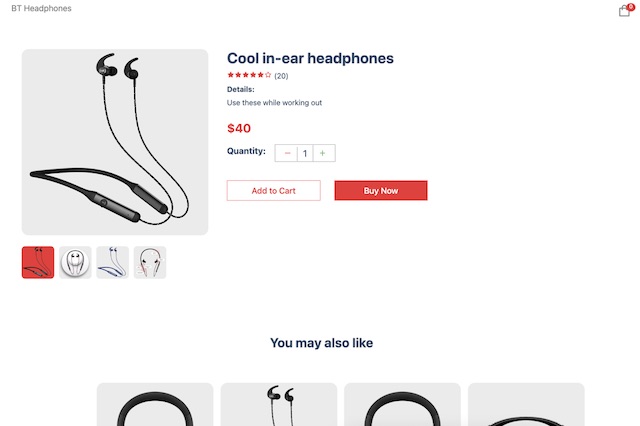 BT Headphones
0
Cool in-ear headphones
(20)
Details:
Use these while working out
$40
Quantity:
− 1 +
Add to Cart
Buy Now
You may also like